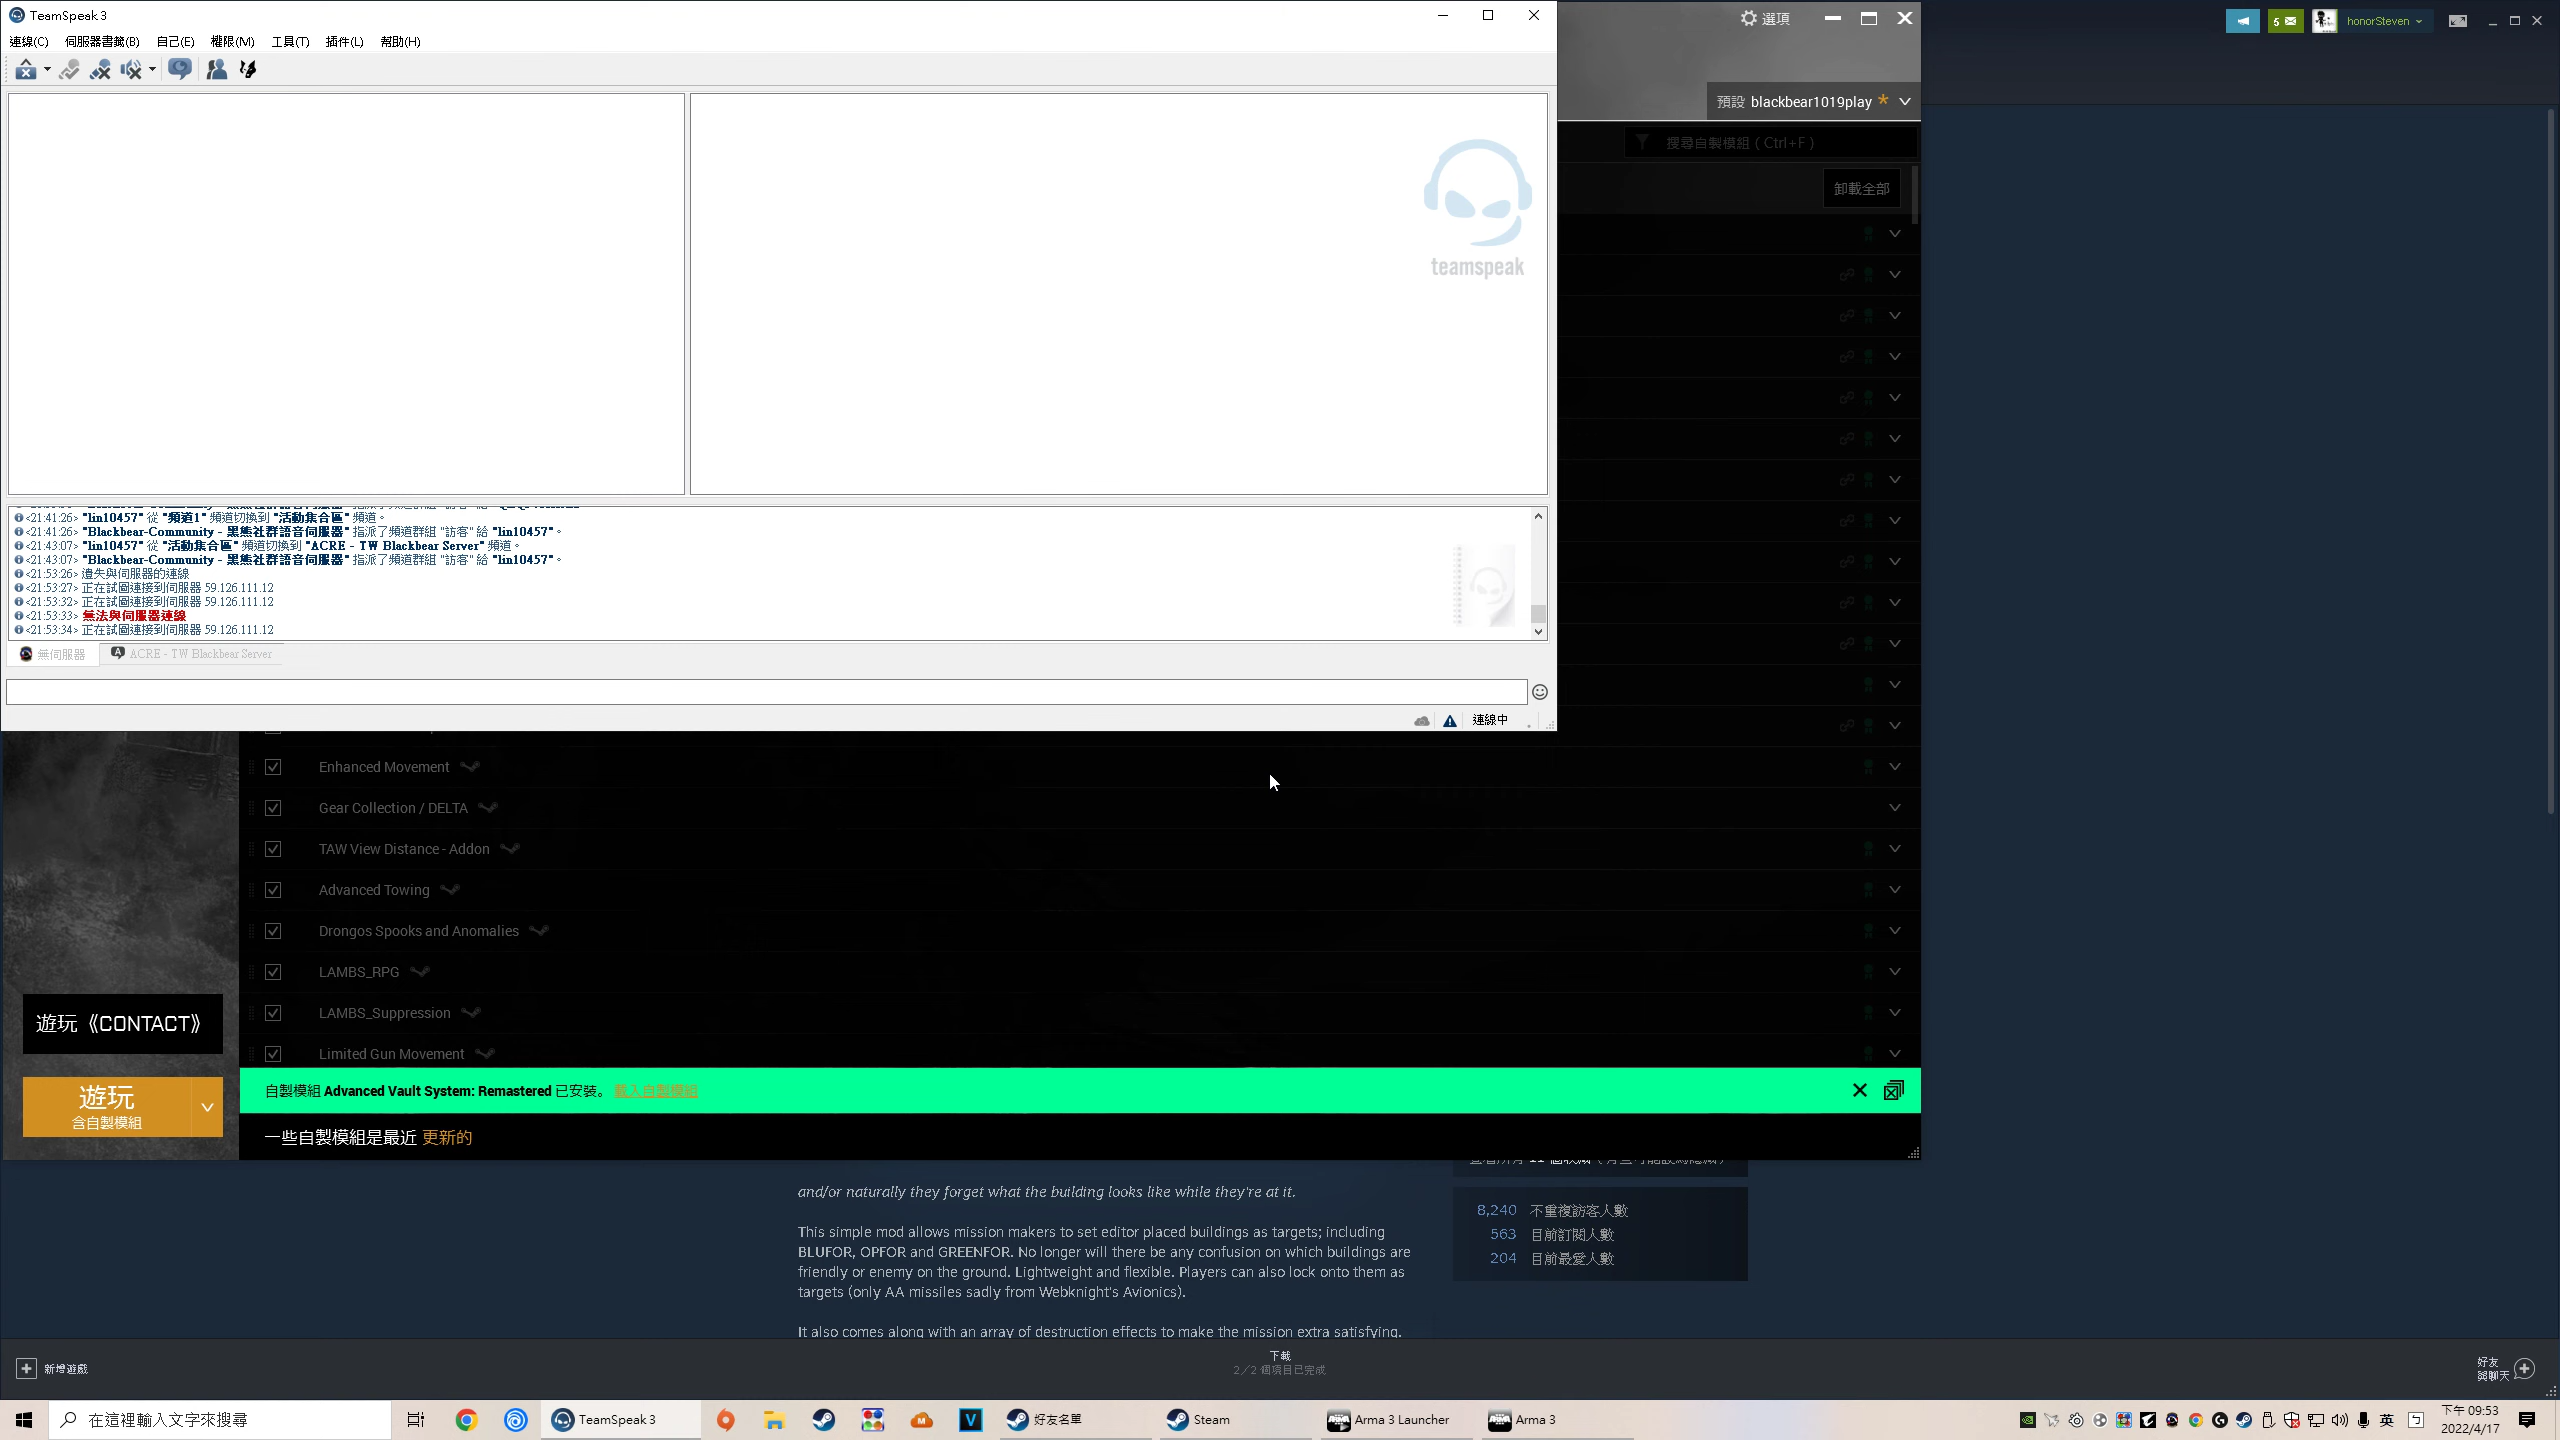 TeamSpeak 3
連線(C) 伺服器書籤(B) 自己(E) 權限(M) 工具(T) 插件(L) 幫助(H)
teamspeak
<21:41:26> "lin10457" 從 "頻道1" 頻道切換到 "活動集合區" 頻道。
<21:41:26> "Blackbear-Community - 黑熊社群語音伺服器" 指派了頻道群組 "訪客" 給 "lin10457"。
<21:43:07> "lin10457" 從 "活動集合區" 頻道切換到 "ACRE - TW Blackbear Server" 頻道。
<21:43:07> "Blackbear-Community - 黑熊社群語音伺服器" 指派了頻道群組 "訪客" 給 "lin10457"。
<21:53:26> 遺失與伺服器的連線
<21:53:27> 正在試圖連接到伺服器 59.126.111.12
<21:53:32> 正在試圖連接到伺服器 59.126.111.12
<21:53:33> 無法與伺服器連線
<21:53:34> 正在試圖連接到伺服器 59.126.111.12
無伺服器 ACRE - TW Blackbear Server
連線中
選項
預設 blackbear1019play *
搜尋自製模組 ( Ctrl+F )
卸載全部
5 honorSteven
Enhanced Movement
Gear Collection / DELTA
TAW View Distance - Addon
Advanced Towing
Drongos Spooks and Anomalies
LAMBS_RPG
LAMBS_Suppression
Limited Gun Movement
遊玩《CONTACT》
遊玩
含自製模組
自製模組 Advanced Vault System: Remastered 已安裝。 載入自製模組
一些自製模組是最近 更新的
and/or naturally they forget what the building looks like while they're at it.
This simple mod allows mission makers to set editor placed buildings as targets; including
BLUFOR, OPFOR and GREENFOR. No longer will there be any confusion on which buildings are
friendly or enemy on the ground. Lightweight and flexible. Players can also lock onto them as
targets (only AA missiles sadly from Webknight's Avionics).
It also comes along with an array of destruction effects to make the mission extra satisfying.
8,240 不重複訪客人數
563 目前訂閱人數
204 目前最愛人數
新增遊戲
下載
2／2 個項目已完成
好友
與聊天
在這裡輸入文字來搜尋
TeamSpeak 3
好友名單
Steam
Arma 3 Launcher
Arma 3
英
下午 09:53
2022/4/17